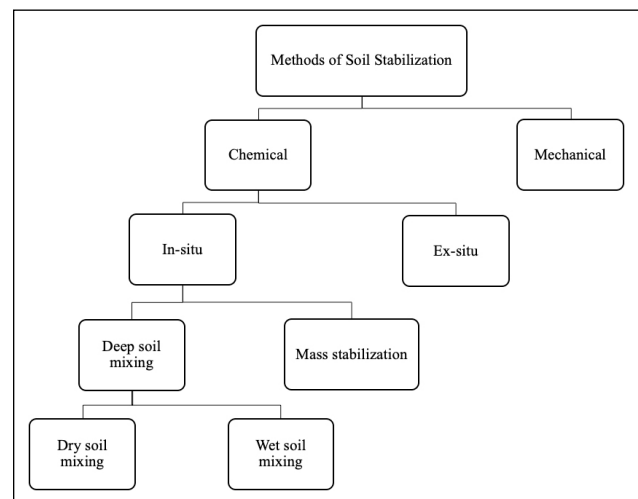 Methods of Soil Stabilization
Chemical
Mechanical
In-situ
Ex-situ
Deep soil
mixing
Mass stabilization
Dry soil
mixing
Wet soil
mixing